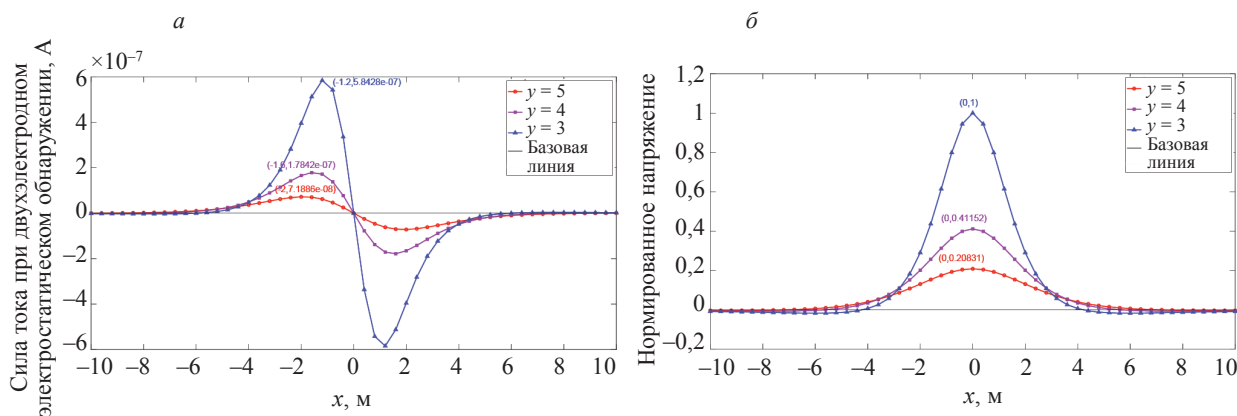 а
Сила тока при двухэлектродном
электростатическом обнаружении, А
×10–7
6
4
2
0
–2
–4
–6
–10 –8 –6 –4 –2 0 2 4 6 8 10
x, м
(-1.2,5.8428e-07)
(-1.6,1.7842e-07)
(-2,7.1886e-08)
y = 5
y = 4
y = 3
Базовая
линия
б
Нормированное напряжение
1,2
1
0,8
0,6
0,4
0,2
0
–0,2
–10 –8 –6 –4 –2 0 2 4 6 8 10
x, м
(0,1)
(0,0.41152)
(0,0.20831)
y = 5
y = 4
y = 3
Базовая
линия